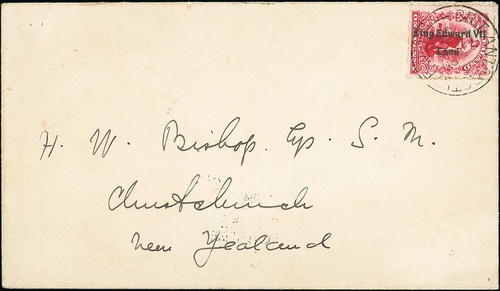 King Edward VII
Land
H. W. Bishop. Esq. S. M.
Christchurch
New Zealand